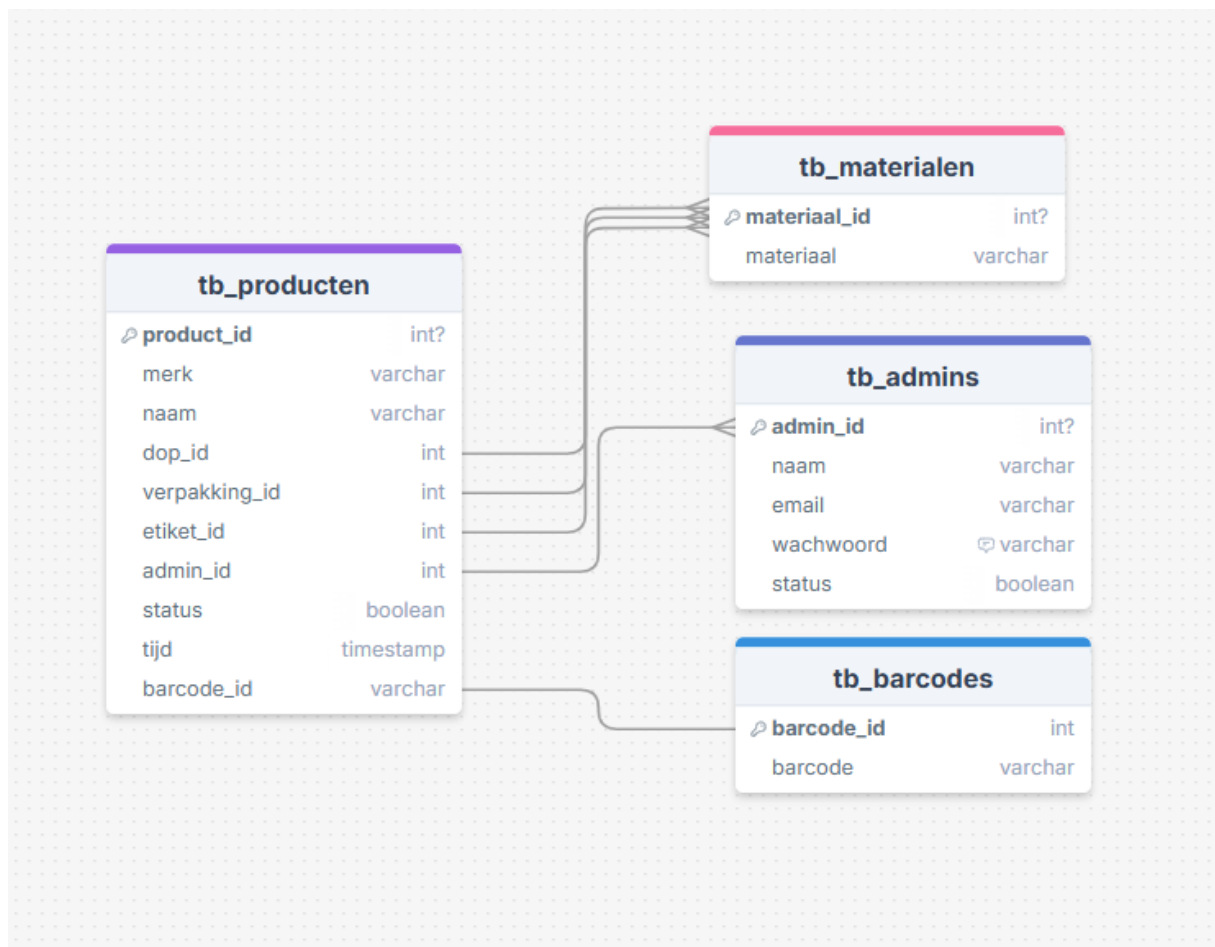 tb_producten
product_id int?
merk varchar
naam varchar
dop_id int
verpakking_id int
etiket_id int
admin_id int
status boolean
tijd timestamp
barcode_id varchar
tb_materialen
materiaal_id int?
materiaal varchar
tb_admins
admin_id int?
naam varchar
email varchar
wachwoord varchar
status boolean
tb_barcodes
barcode_id int
barcode varchar